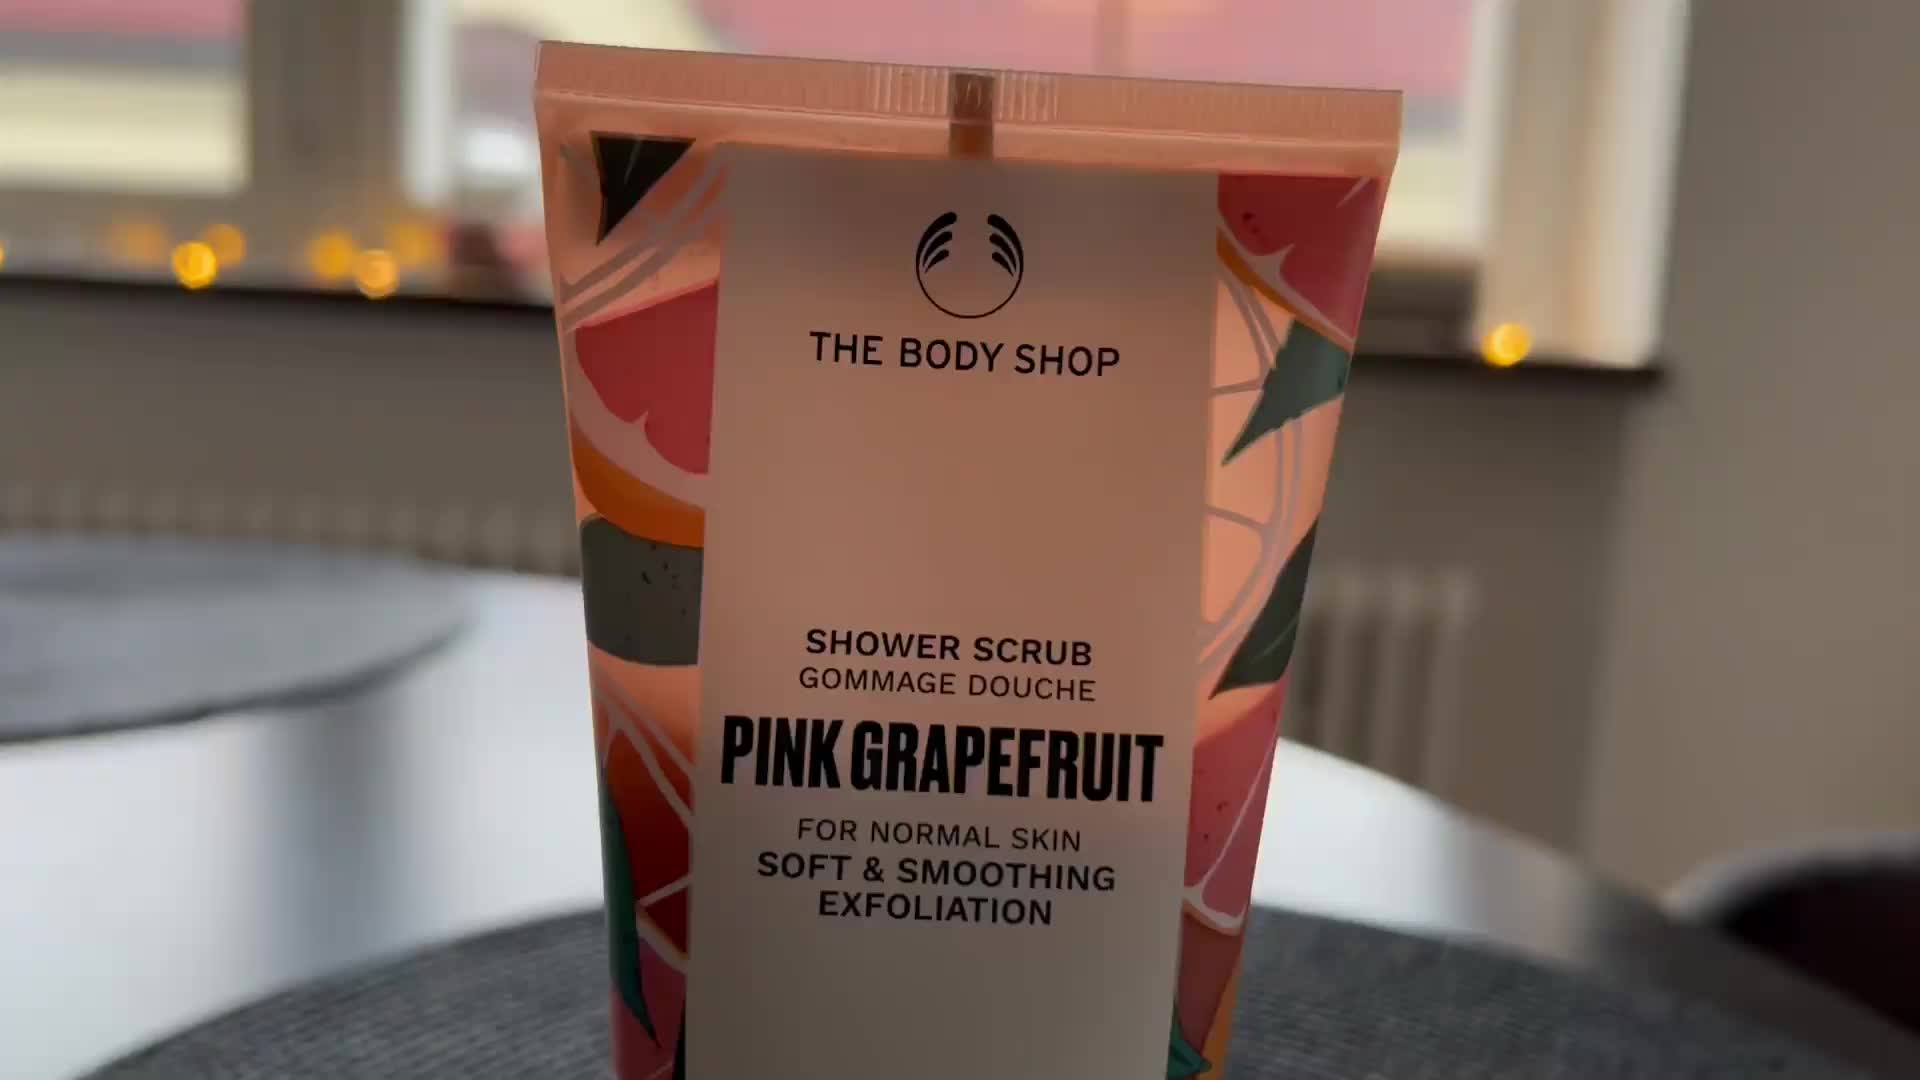 THE BODY SHOP
SHOWER SCRUB
GOMMAGE DOUCHE
PINK GRAPEFRUIT
FOR NORMAL SKIN
SOFT & SMOOTHING
EXFOLIATION